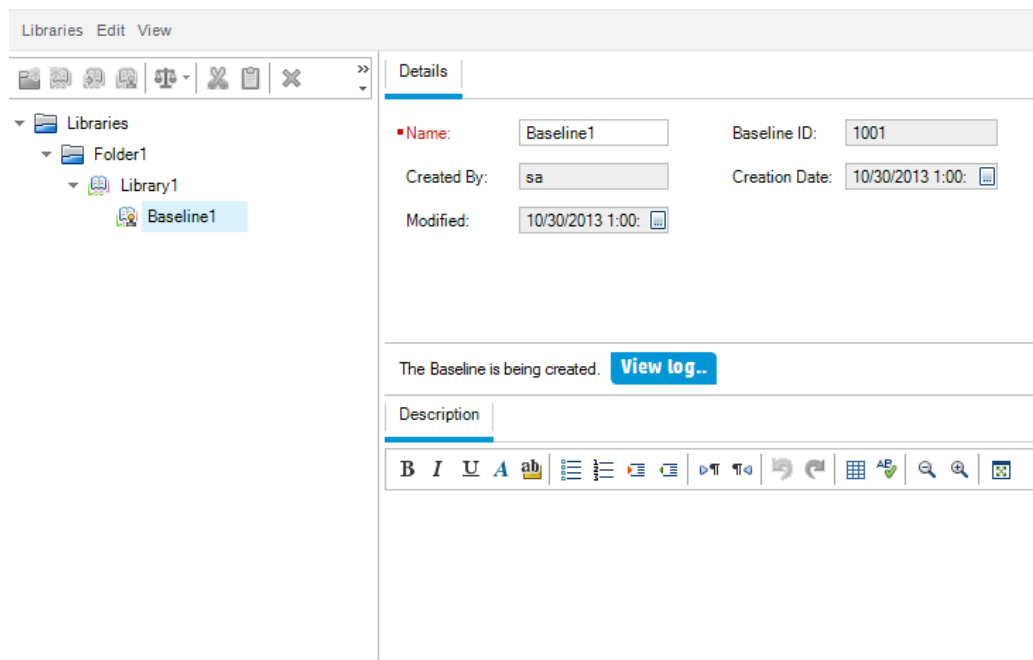 Libraries Edit View
Details
Libraries
Folder1
Library1
Baseline1
Name: Baseline1 Baseline ID: 1001
Created By: sa Creation Date: 10/30/2013 1:00: ...
Modified: 10/30/2013 1:00: ...
The Baseline is being created. View log..
Description
B I U A ab